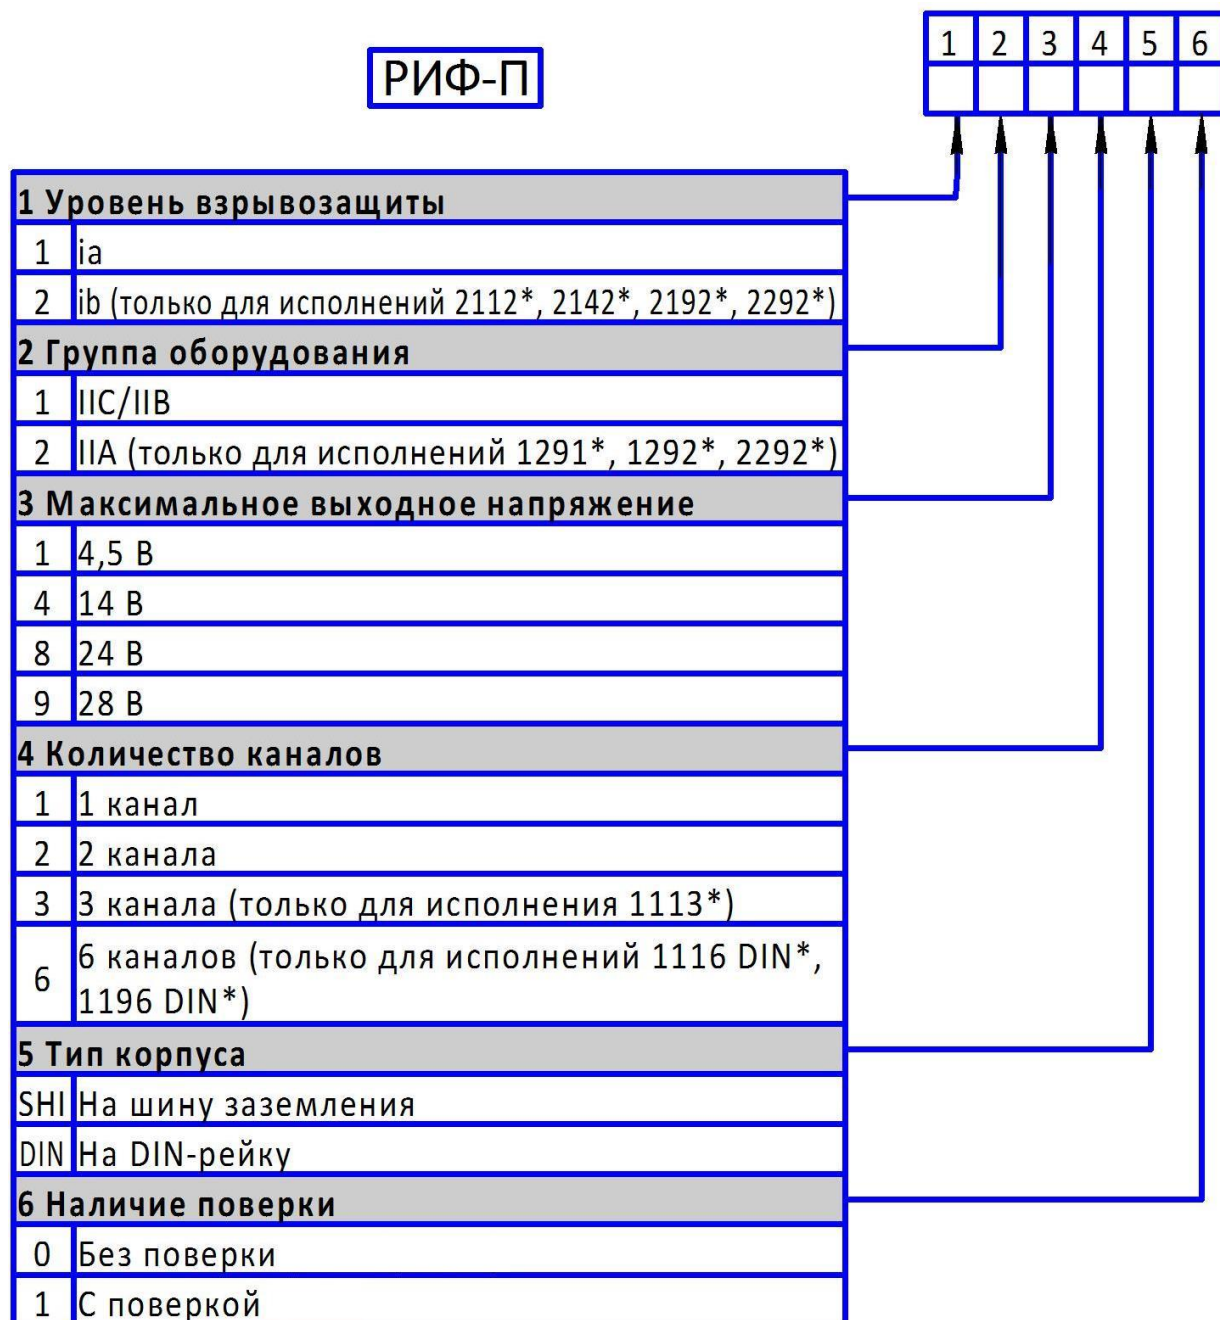 РИФ-П
1 2 3 4 5 6
1 Уровень взрывозащиты
1 ia
2 ib (только для исполнений 2112*, 2142*, 2192*, 2292*)
2 Группа оборудования
1 IIC/IIB
2 IIA (только для исполнений 1291*, 1292*, 2292*)
3 Максимальное выходное напряжение
1 4,5 В
4 14 В
8 24 В
9 28 В
4 Количество каналов
1 1 канал
2 2 канала
3 3 канала (только для исполнения 1113*)
6 6 каналов (только для исполнений 1116 DIN*,
1196 DIN*)
5 Тип корпуса
SHI На шину заземления
DIN На DIN-рейку
6 Наличие поверки
0 Без поверки
1 С поверкой